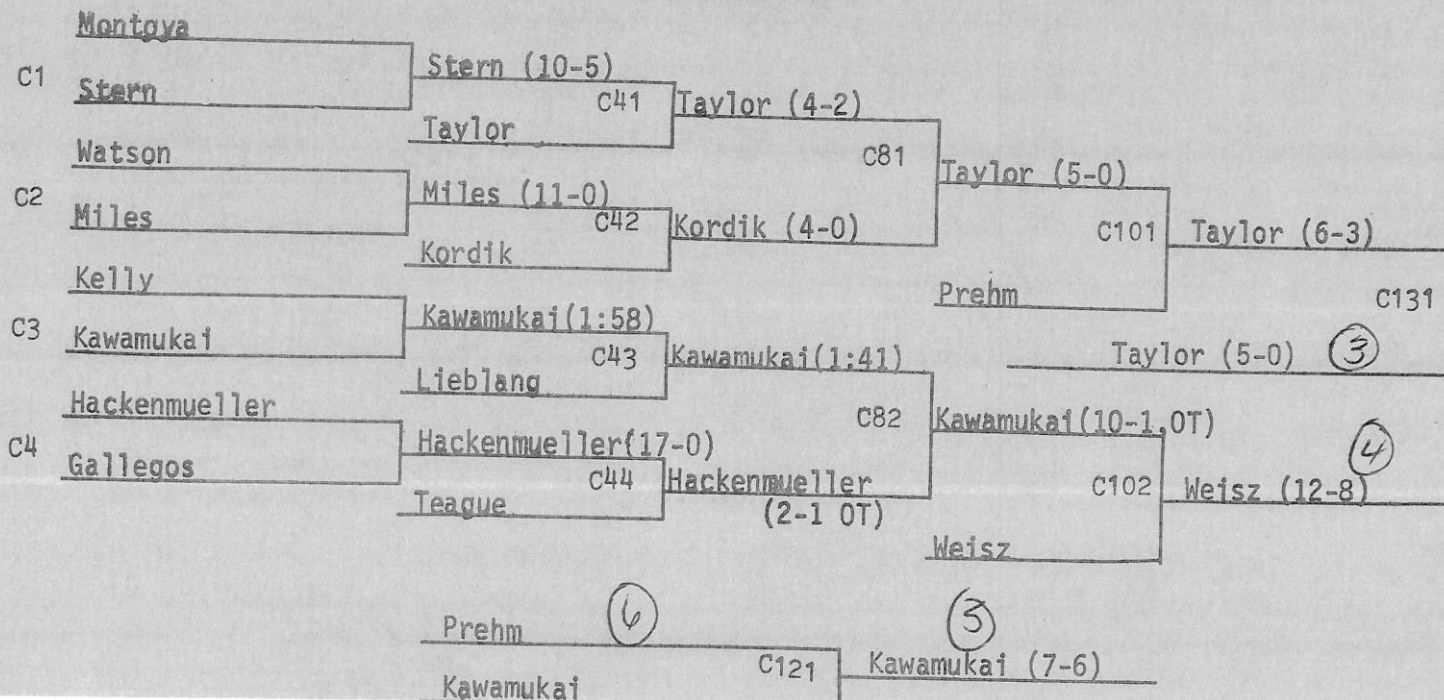 Montoya
C1 Stern (10-5)
Stern C41 Taylor (4-2)
Taylor
Watson C81 Taylor (5-0)
C2 Miles (11-0)
Miles C42 Kordik (4-0) C101 Taylor (6-3)
Kordik
Kelly Prehm C131
C3 Kawamukai(1:58)
Kawamukai C43 Kawamukai(1:41) Taylor (5-0) 3
Lieblang
Hackenmueller C82 Kawamukai(10-1,OT)
C4 Hackenmueller(17-0) 4
Gallegos C44 Hackenmueller C102 Weisz (12-8)
Teague (2-1 OT)
Weisz
Prehm 6 5
C121 Kawamukai (7-6)
Kawamukai